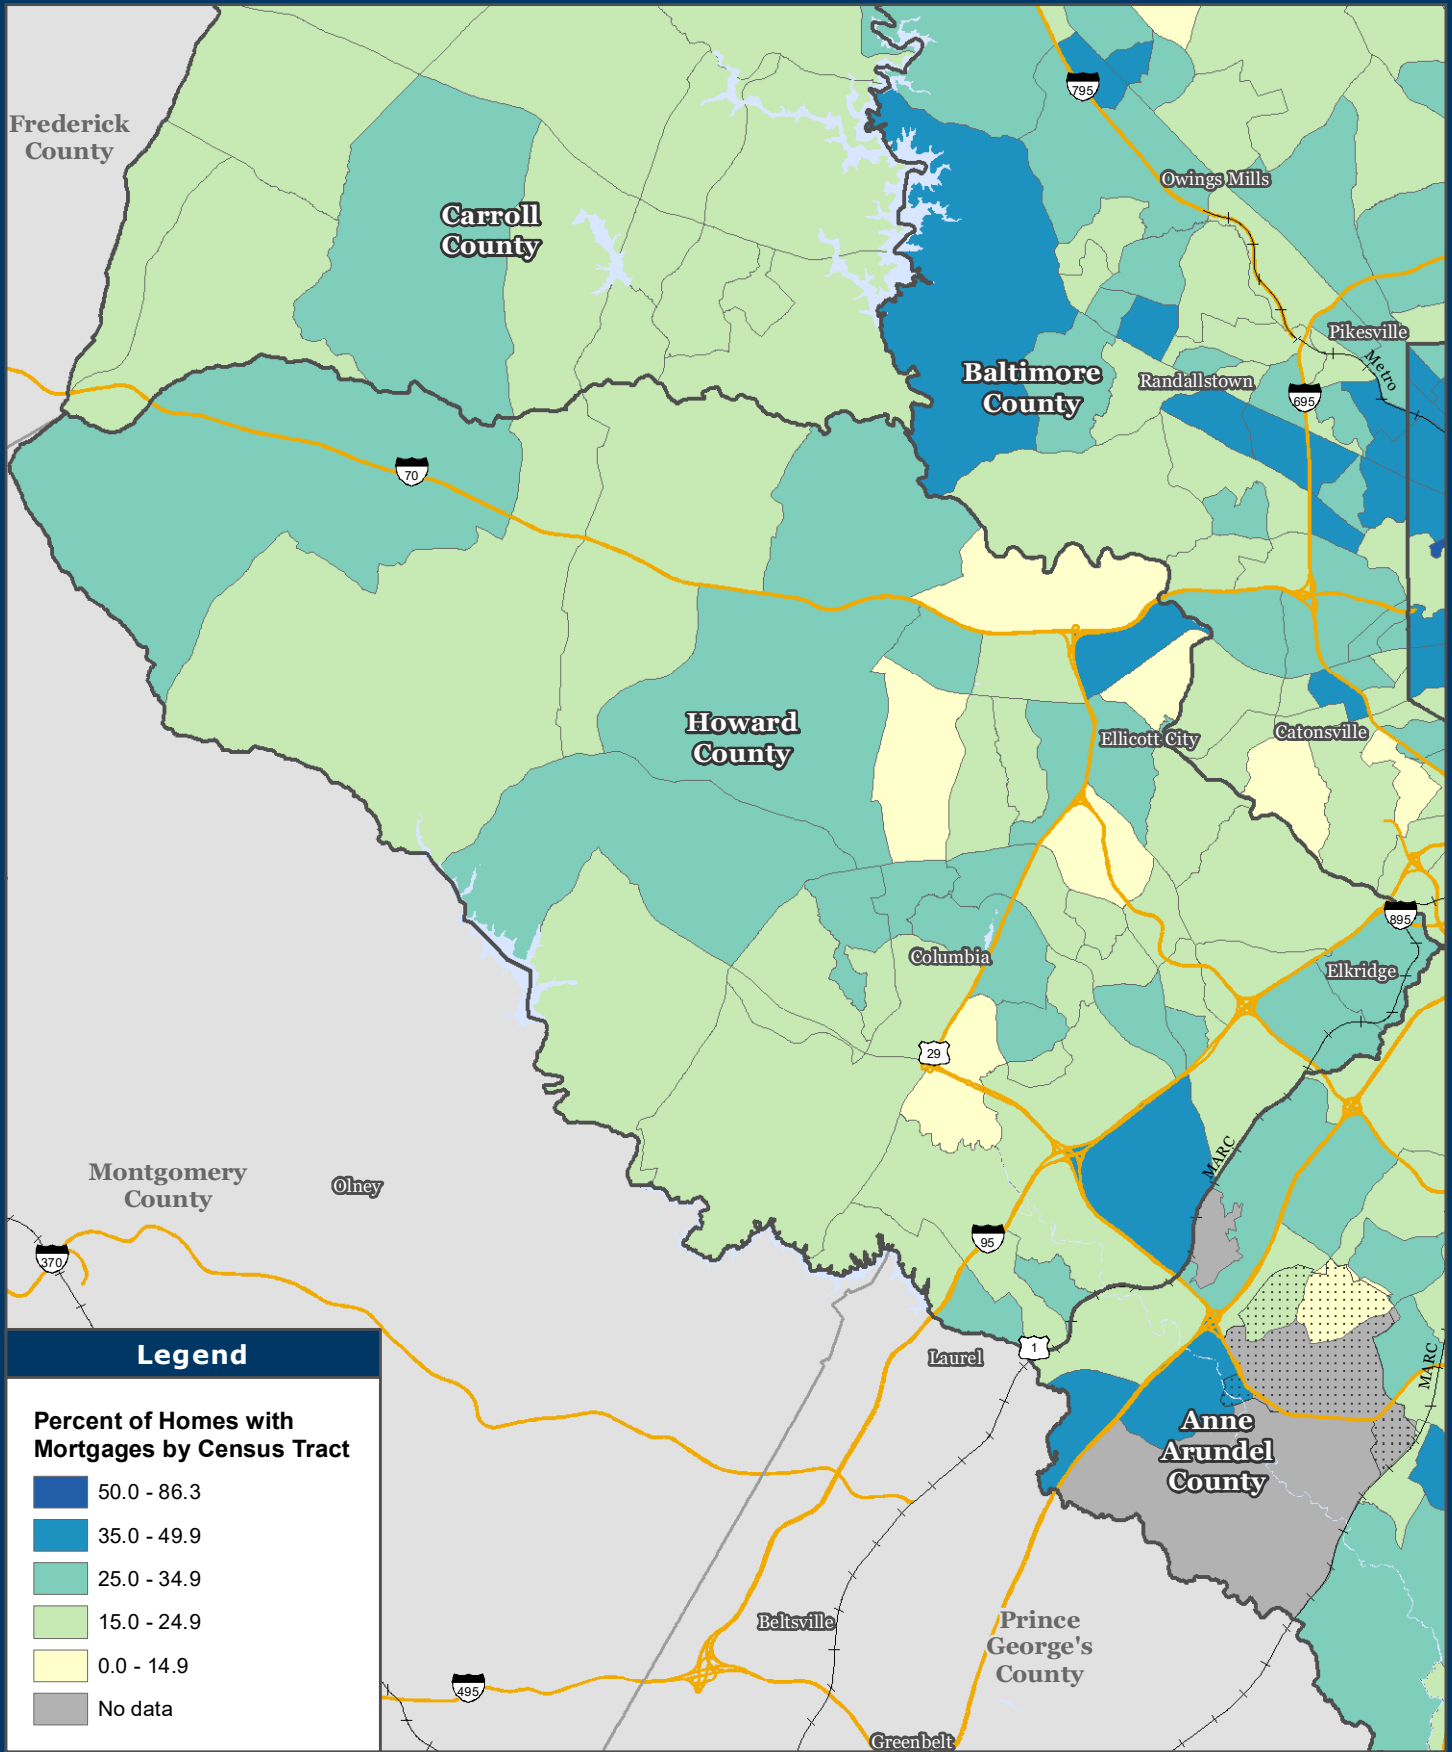 795
Frederick
County
Owings Mills
Carroll
County
Pikesville
Metro
Baltimore
County
Randallstown
695
70
Howard
County
Ellicott City
Catonsville
895
Columbia
Elkridge
29
MARC
Montgomery
County
Olney
95
370
1
Laurel
MARC
Anne
Arundel
County
Prince
George's
County
Beltsville
495
Greenbelt
Legend
Percent of Homes with
Mortgages by Census Tract
50.0 - 86.3
35.0 - 49.9
25.0 - 34.9
15.0 - 24.9
0.0 - 14.9
No data